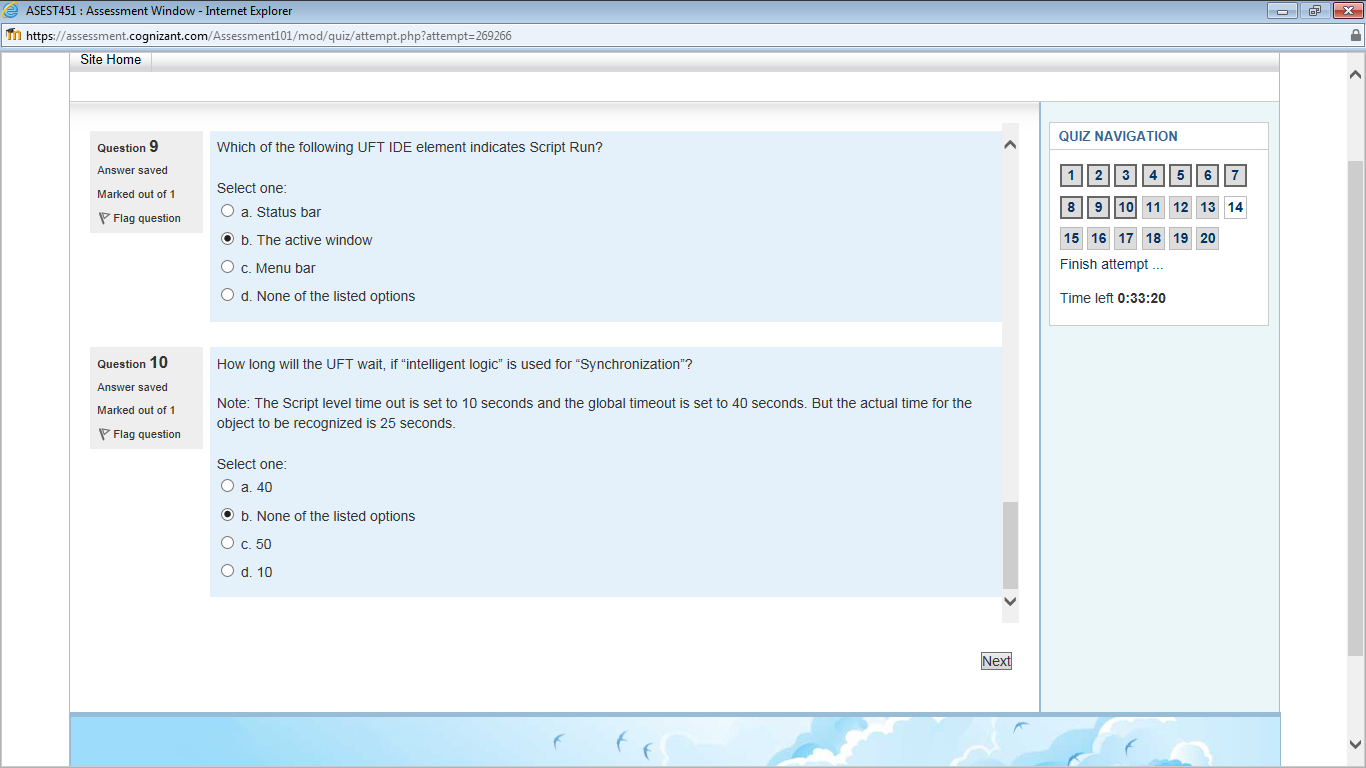 ASEST451 : Assessment Window - Internet Explorer
https://assessment.cognizant.com/Assessment101/mod/quiz/attempt.php?attempt=269266
Site Home
Question 9
Answer saved
Marked out of 1
Flag question
Which of the following UFT IDE element indicates Script Run?
Select one:
a. Status bar
b. The active window
c. Menu bar
d. None of the listed options
Question 10
Answer saved
Marked out of 1
Flag question
How long will the UFT wait, if “intelligent logic” is used for “Synchronization”?
Note: The Script level time out is set to 10 seconds and the global timeout is set to 40 seconds. But the actual time for the
object to be recognized is 25 seconds.
Select one:
a. 40
b. None of the listed options
c. 50
d. 10
Next
QUIZ NAVIGATION
1 2 3 4 5 6 7
8 9 10 11 12 13 14
15 16 17 18 19 20
Finish attempt ...
Time left 0:33:20